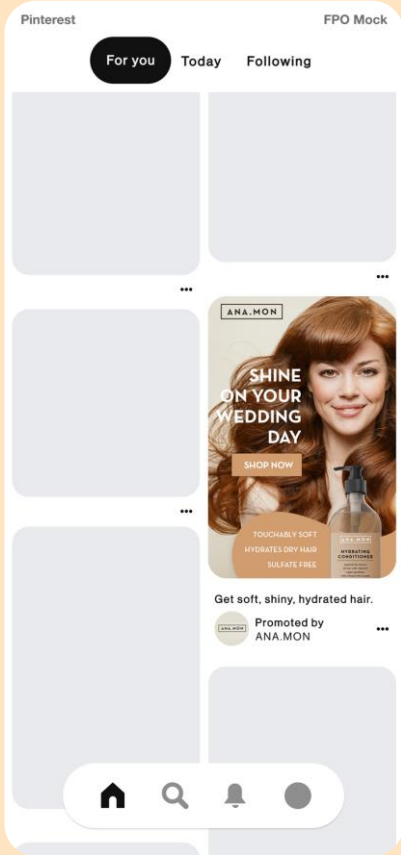 Pinterest
FPO Mock
For you
Today
Following
ANA.MON
SHINE
ON YOUR
WEDDING
DAY
SHOP NOW
TOUCHABLY SOFT
HYDRATES DRY HAIR
SULFATE FREE
ANA.MON
HYDRATING
CONDITIONER
Get soft, shiny, hydrated hair.
ANA.MON
Promoted by
ANA.MON